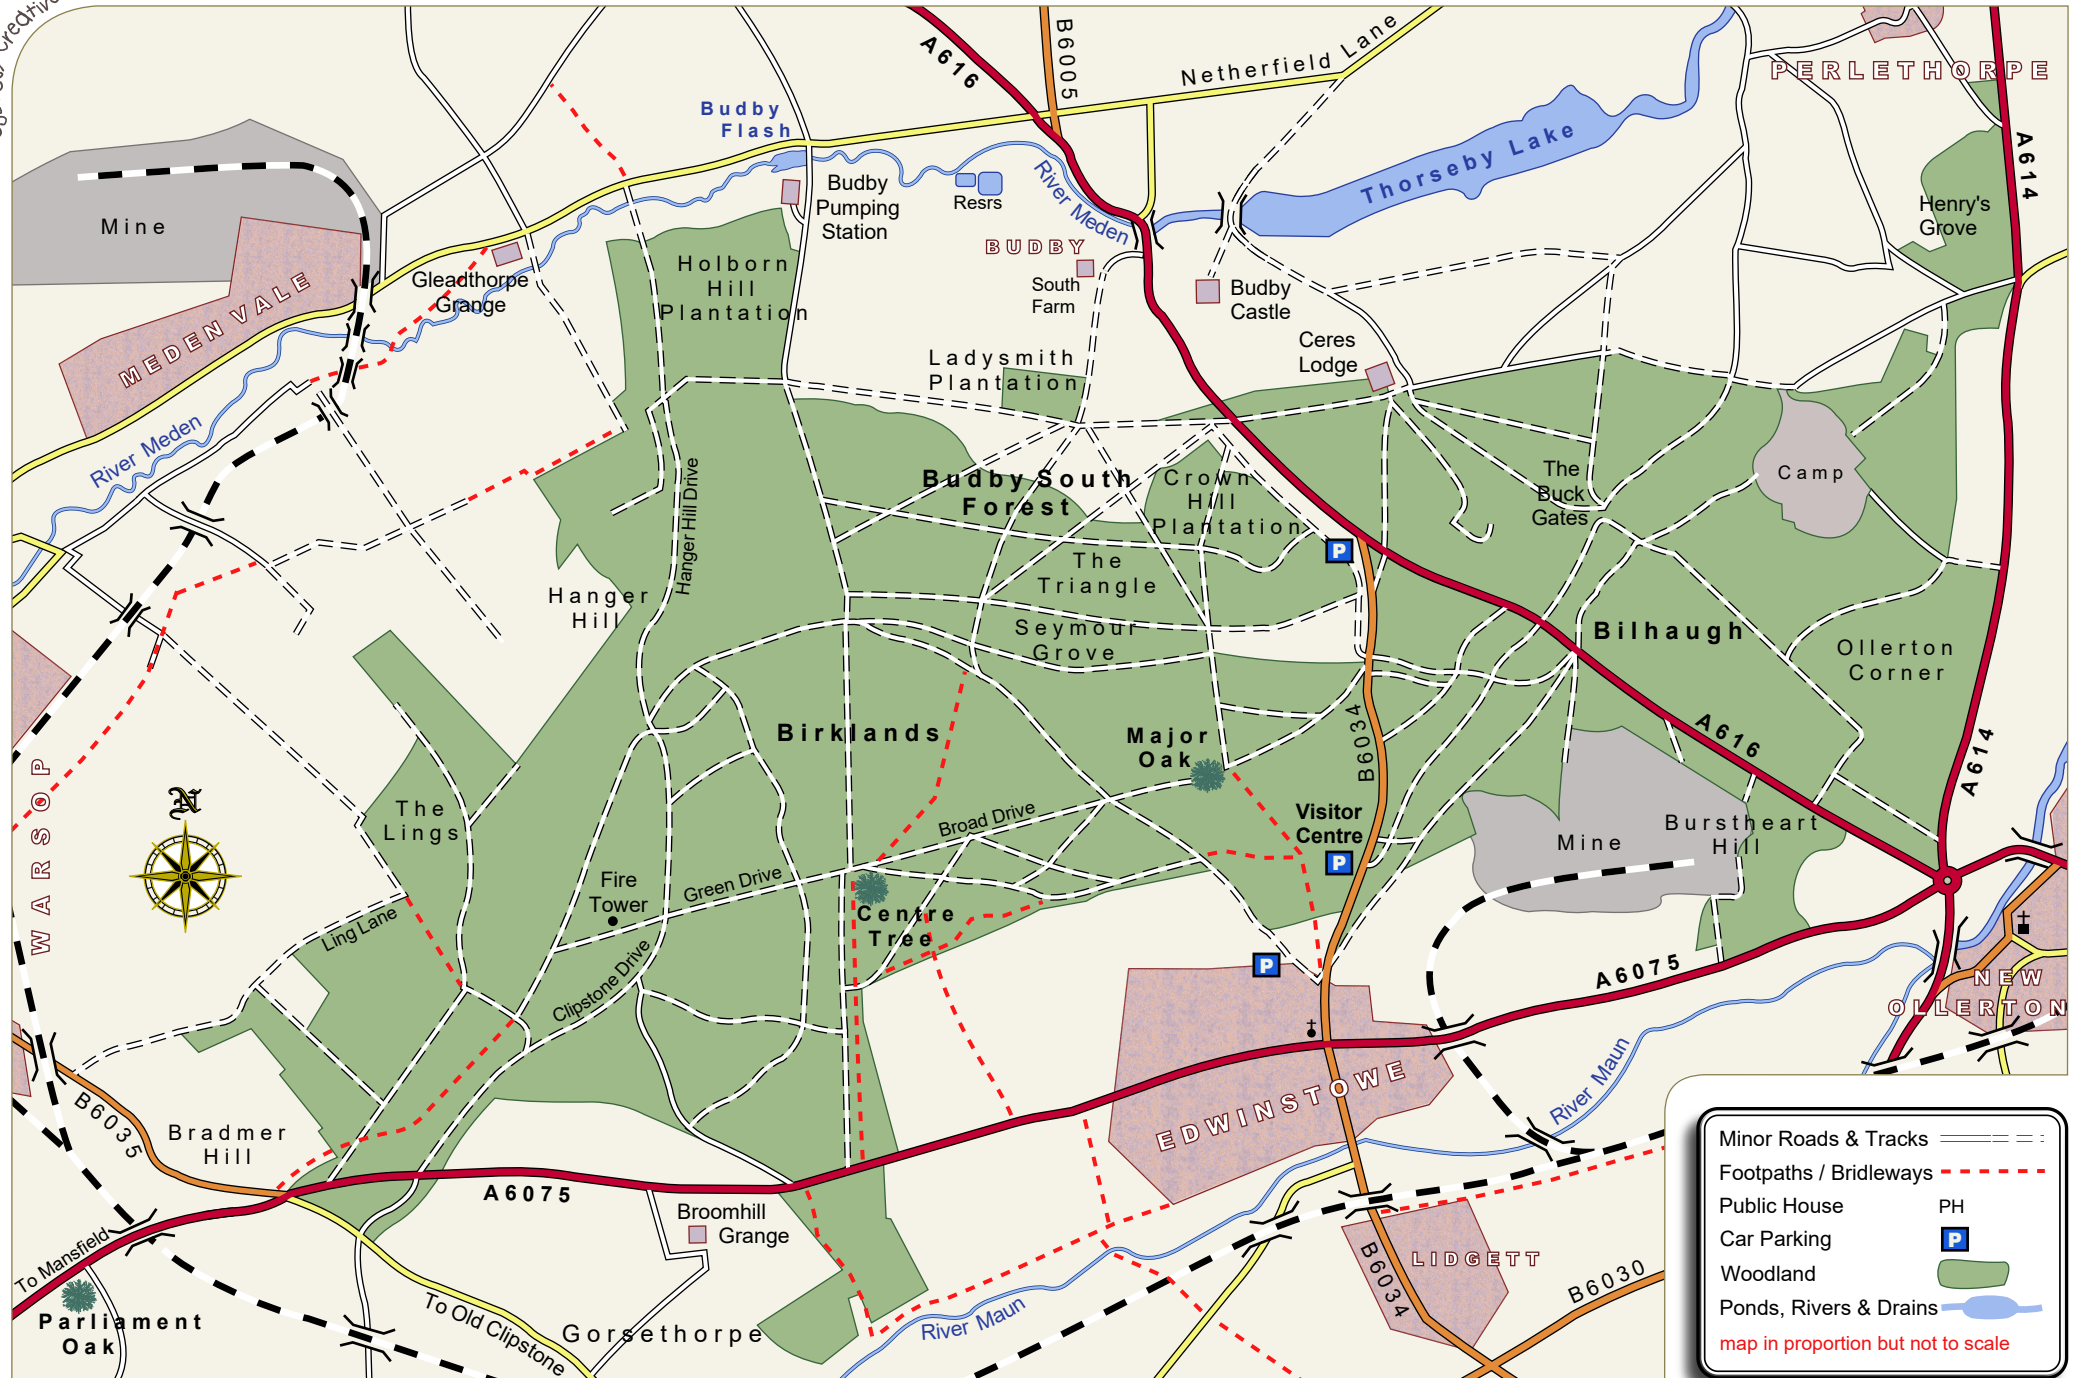 A616
B6005
Netherfield Lane
PERLETHORPE
Budby
Flash
A614
Thorseby Lake
Mine
Budby
Pumping
Station
Resrs
River Meden
Henry's
Grove
BUDBY
MEDEN VALE
Gleadthorpe
Grange
Holborn
Hill
Plantation
South
Farm
Budby
Castle
Ceres
Lodge
Ladysmith
Plantation
River Meden
Hanger Hill Drive
Budby South
Forest
Crown
Hill
Plantation
The
Buck
Gates
Camp
P
The
Triangle
Hanger
Hill
Seymour
Grove
Bilhaugh
Ollerton
Corner
WARSOP
N
Birklands
Major
Oak
B6034
A616
A614
The
Lings
Broad Drive
Visitor
Centre
P
Mine
Burstheart
Hill
Fire
Tower
Green Drive
Centre
Tree
Ling Lane
Clipstone Drive
P
A6075
NEW
OLLERTON
River Maun
EDWINSTOWE
B6035
Bradmer
Hill
A6075
Broomhill
Grange
To Mansfield
Parliament
Oak
To Old Clipstone
Gorsethorpe
River Maun
B6034
LIDGETT
B6030
Minor Roads & Tracks
Footpaths / Bridleways
Public House PH
Car Parking P
Woodland
Ponds, Rivers & Drains
map in proportion but not to scale